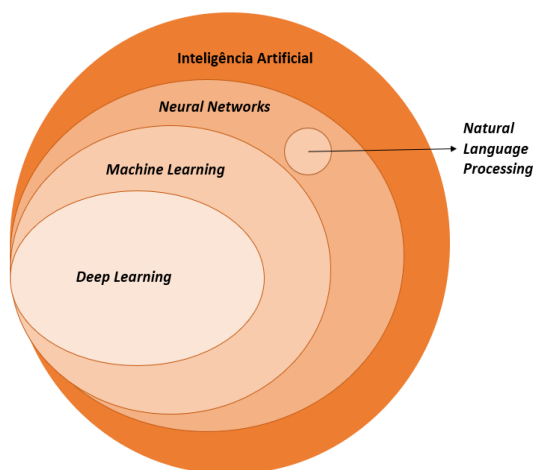 Inteligência Artificial
Neural Networks
Natural
Language
Processing
Machine Learning
Deep Learning